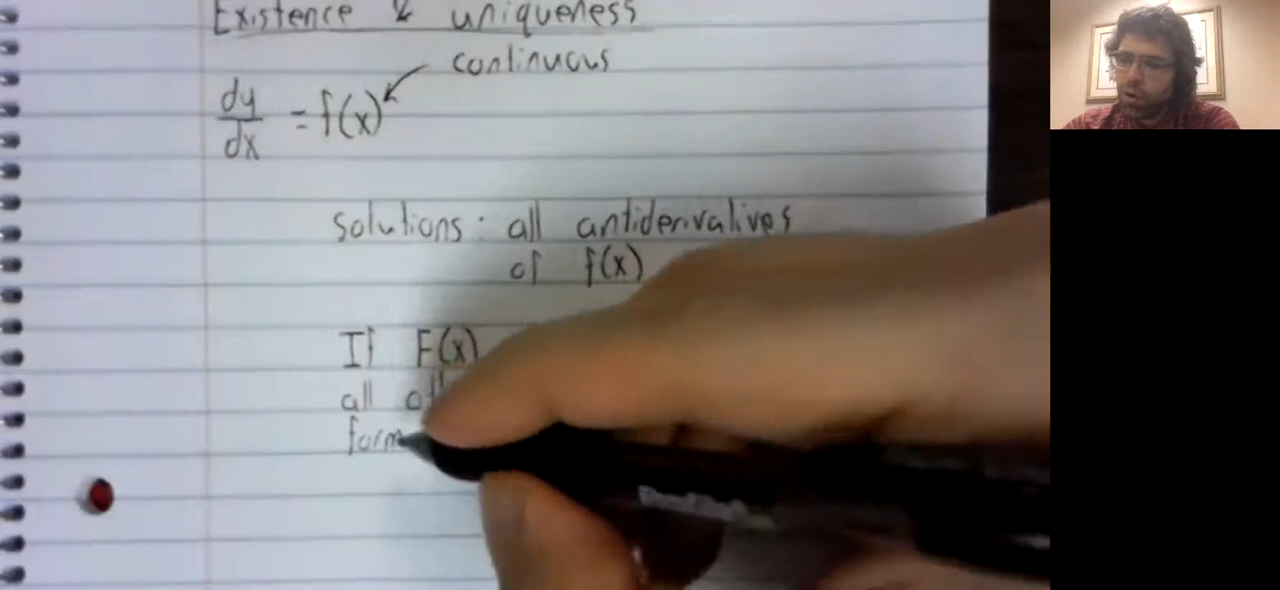 Existence & uniqueness
continuous
dy/dx = f(x)
solutions: all antiderivatives
of f(x)
If F(x)
all
form